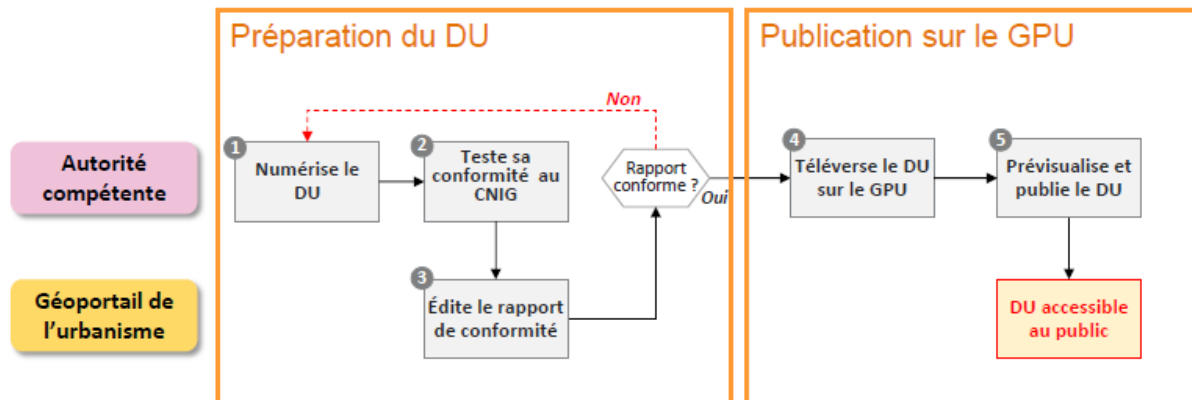 Préparation du DU
Publication sur le GPU
Non
Autorité
compétente
1
Numérise le
DU
2
Teste sa
conformité au
CNIG
Rapport
conforme ?
Oui
4
Téléverse le DU
sur le GPU
5
Prévisualise et
publie le DU
Géoportail de
l'urbanisme
3
Édite le rapport
de conformité
DU accessible
au public